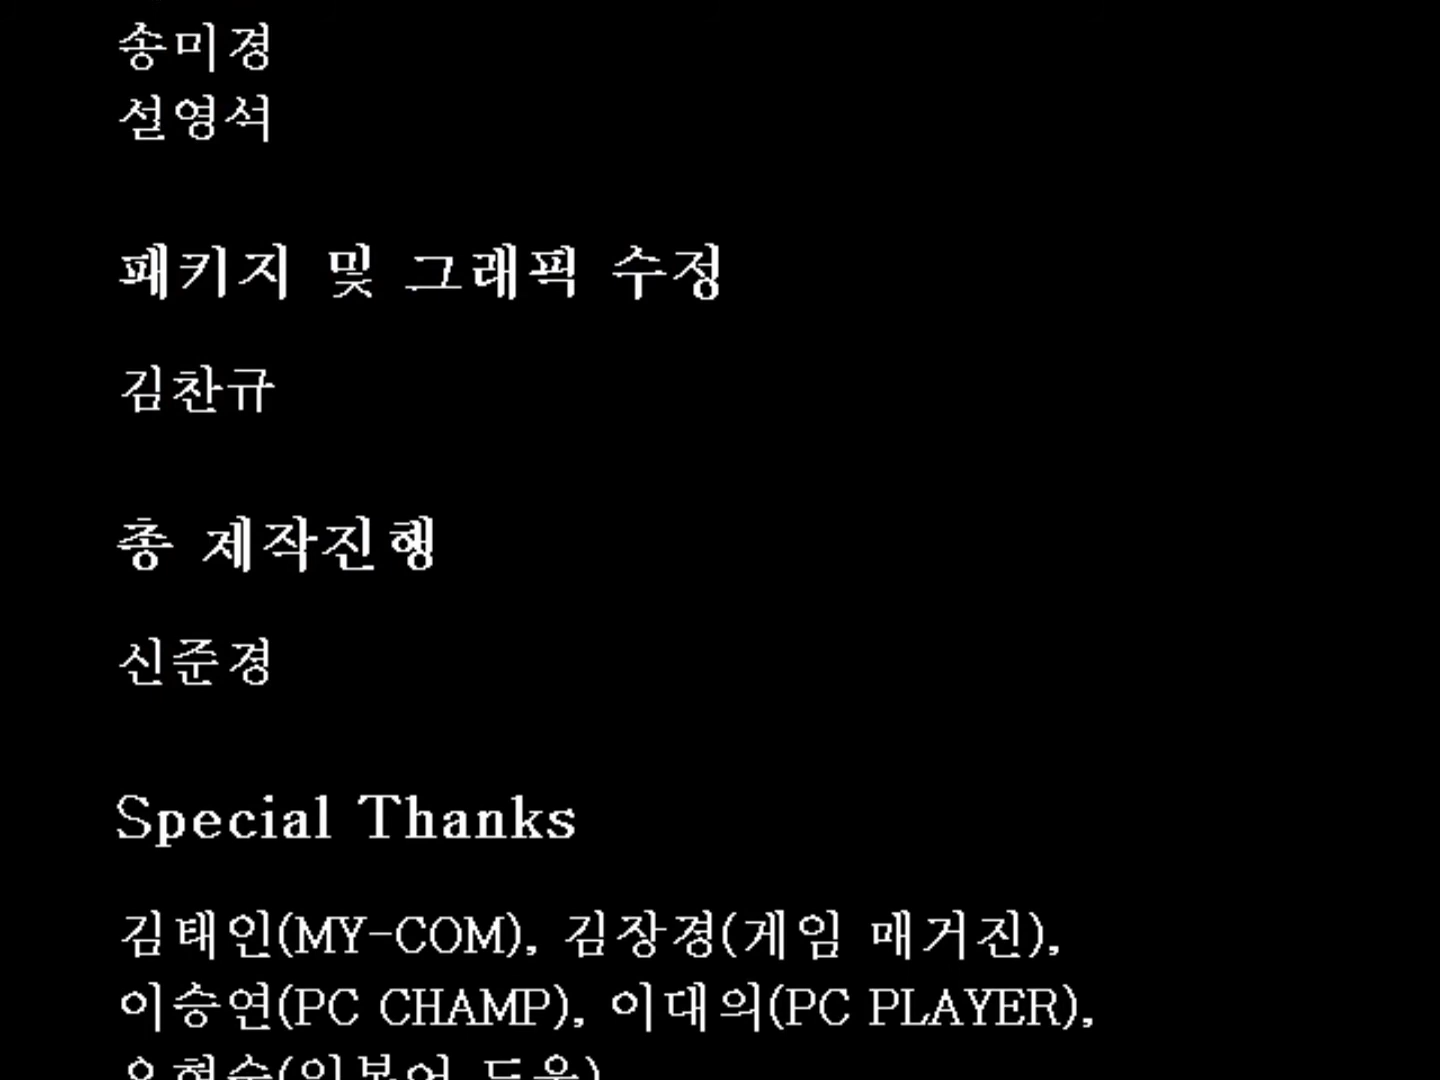 송미경
설영석
패키지 및 그래픽 수정
김찬규
총 제작진행
신준경
Special Thanks
김태인(MY-COM), 김장경(게임 매거진),
이승연(PC CHAMP), 이대의(PC PLAYER),